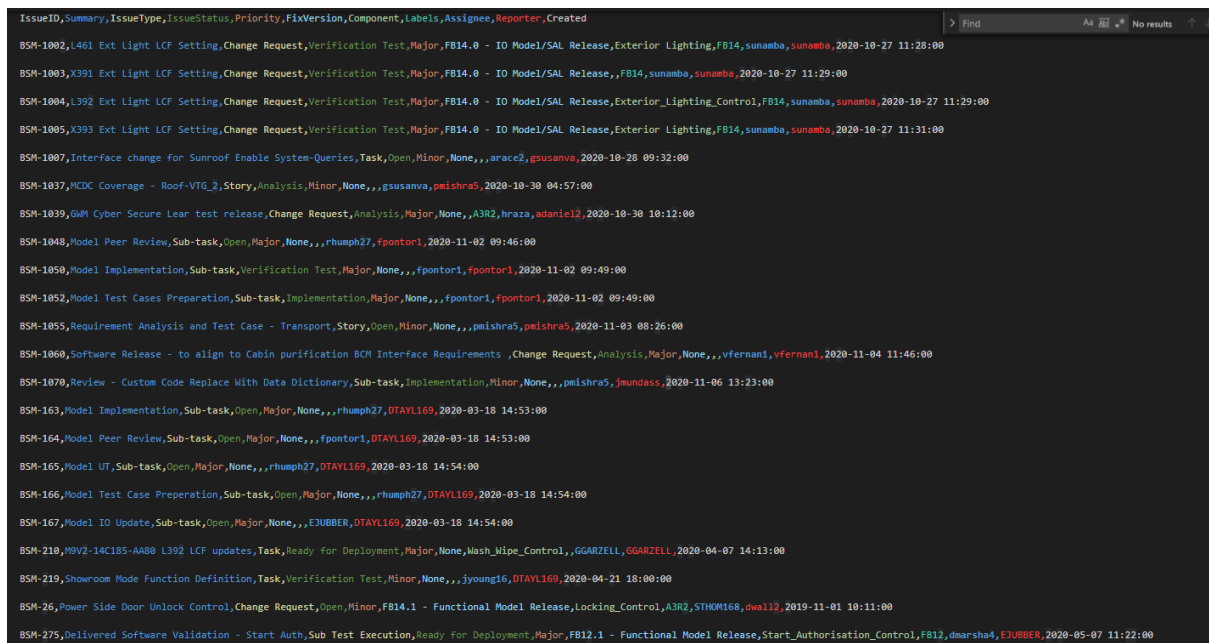 IssueID,Summary,IssueType,IssueStatus,Priority,FixVersion,Component,Labels,Assignee,Reporter,Created
> Find Aa ab .* No results ↑ ↓
BSM-1002,L461 Ext Light LCF Setting,Change Request,Verification Test,Major,FB14.0 - IO Model/SAL Release,Exterior Lighting,FB14,sunamba,sunamba,2020-10-27 11:28:00
BSM-1003,X391 Ext Light LCF Setting,Change Request,Verification Test,Major,FB14.0 - IO Model/SAL Release,,FB14,sunamba,sunamba,2020-10-27 11:29:00
BSM-1004,L392 Ext Light LCF Setting,Change Request,Verification Test,Major,FB14.0 - IO Model/SAL Release,Exterior_Lighting_Control,FB14,sunamba,sunamba,2020-10-27 11:29:00
BSM-1005,X393 Ext Light LCF Setting,Change Request,Verification Test,Major,FB14.0 - IO Model/SAL Release,Exterior Lighting,FB14,sunamba,sunamba,2020-10-27 11:31:00
BSM-1007,Interface change for Sunroof Enable System-Queries,Task,Open,Minor,None,,,arace2,gsusanva,2020-10-28 09:32:00
BSM-1037,MCDC Coverage - Roof-VTG_2,Story,Analysis,Minor,None,,,gsusanva,pmishra5,2020-10-30 04:57:00
BSM-1039,GWM Cyber Secure Lear test release,Change Request,Analysis,Major,None,,A3R2,hraza,adaniel2,2020-10-30 10:12:00
BSM-1048,Model Peer Review,Sub-task,Open,Major,None,,,rhumph27,fpontor1,2020-11-02 09:46:00
BSM-1050,Model Implementation,Sub-task,Verification Test,Major,None,,,fpontor1,fpontor1,2020-11-02 09:49:00
BSM-1052,Model Test Cases Preparation,Sub-task,Implementation,Major,None,,,fpontor1,fpontor1,2020-11-02 09:49:00
BSM-1055,Requirement Analysis and Test Case - Transport,Story,Open,Minor,None,,,pmishra5,pmishra5,2020-11-03 08:26:00
BSM-1060,Software Release - to align to Cabin purification BCM Interface Requirements ,Change Request,Analysis,Major,None,,,vfernan1,vfernan1,2020-11-04 11:46:00
BSM-1070,Review - Custom Code Replace With Data Dictionary,Sub-task,Implementation,Minor,None,,,pmishra5,jmundass,2020-11-06 13:23:00
BSM-163,Model Implementation,Sub-task,Open,Major,None,,,rhumph27,DTAYL169,2020-03-18 14:53:00
BSM-164,Model Peer Review,Sub-task,Open,Major,None,,,fpontor1,DTAYL169,2020-03-18 14:53:00
BSM-165,Model UT,Sub-task,Open,Major,None,,,rhumph27,DTAYL169,2020-03-18 14:54:00
BSM-166,Model Test Case Preperation,Sub-task,Open,Major,None,,,rhumph27,DTAYL169,2020-03-18 14:54:00
BSM-167,Model IO Update,Sub-task,Open,Major,None,,,EJUBBER,DTAYL169,2020-03-18 14:54:00
BSM-210,M9V2-14C185-AA80 L392 LCF updates,Task,Ready for Deployment,Major,None,Wash_Wipe_Control,,GGARZELL,GGARZELL,2020-04-07 14:13:00
BSM-219,Showroom Mode Function Definition,Task,Verification Test,Minor,None,,,jyoung16,DTAYL169,2020-04-21 18:00:00
BSM-26,Power Side Door Unlock Control,Change Request,Open,Minor,FB14.1 - Functional Model Release,Locking_Control,A3R2,STHOM168,dwall2,2019-11-01 10:11:00
BSM-275,Delivered Software Validation - Start Auth,Sub Test Execution,Ready for Deployment,Major,FB12.1 - Functional Model Release,Start_Authorisation_Control,FB12,dmarsha4,EJUBBER,2020-05-07 11:22:00